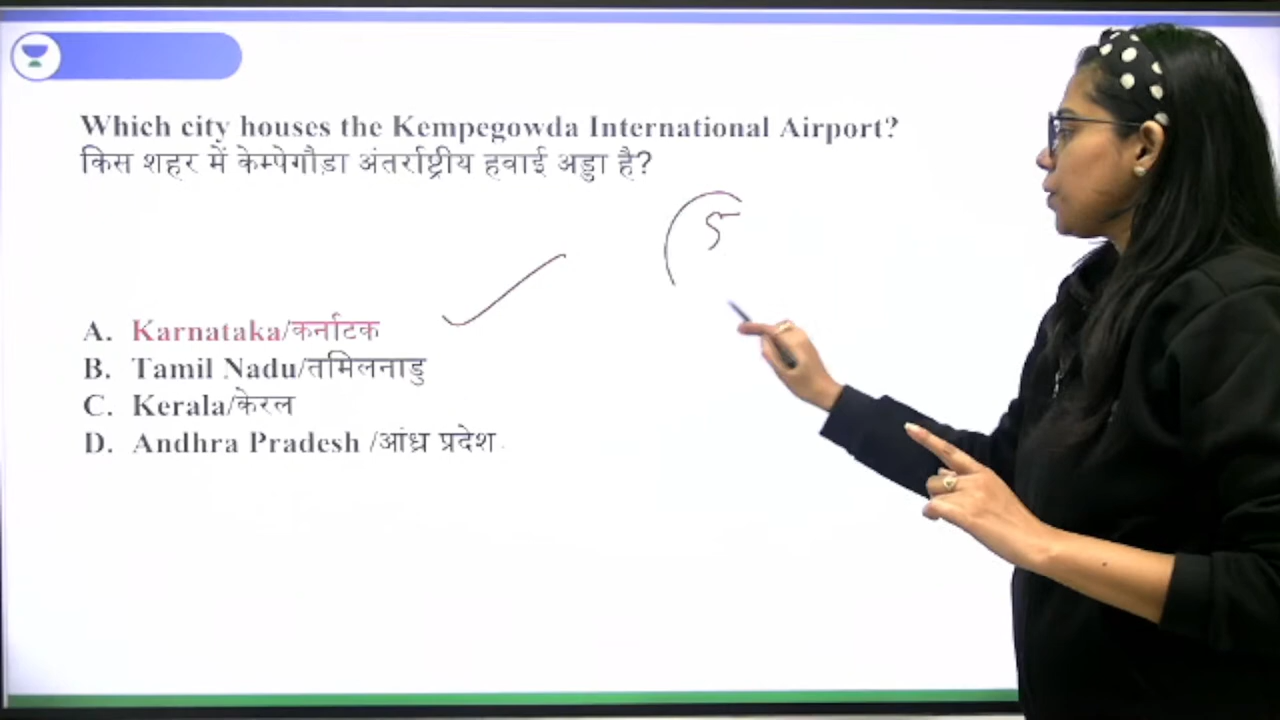 Which city houses the Kempegowda International Airport?
किस शहर में केम्पेगौड़ा अंतर्राष्ट्रीय हवाई अड्डा है?
A. Karnataka/कर्नाटक
B. Tamil Nadu/तमिलनाडु
C. Kerala/केरल
D. Andhra Pradesh /आंध्र प्रदेश